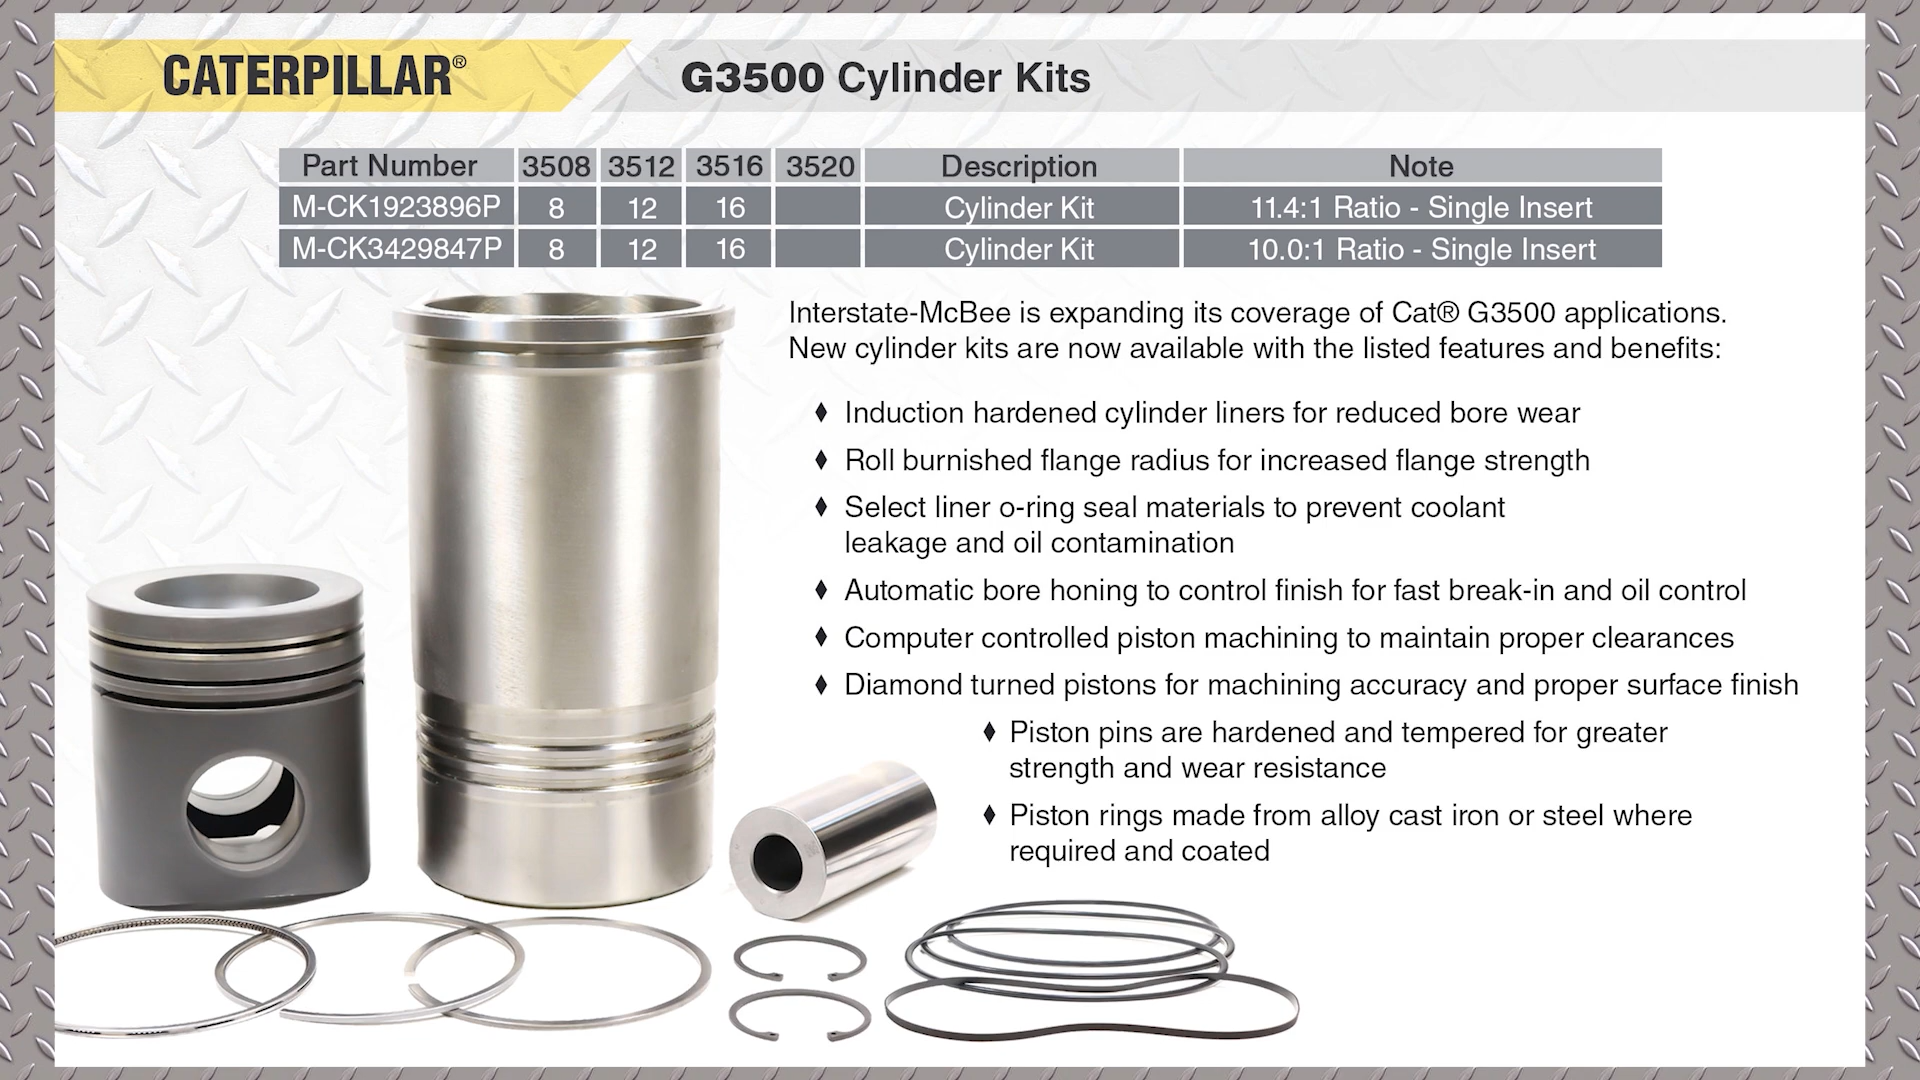 CATERPILLAR®
G3500 Cylinder Kits
Part Number 3508 3512 3516 3520 Description Note
M-CK1923896P 8 12 16 Cylinder Kit 11.4:1 Ratio - Single Insert
M-CK3429847P 8 12 16 Cylinder Kit 10.0:1 Ratio - Single Insert
Interstate-McBee is expanding its coverage of Cat® G3500 applications.
New cylinder kits are now available with the listed features and benefits:
♦ Induction hardened cylinder liners for reduced bore wear
♦ Roll burnished flange radius for increased flange strength
♦ Select liner o-ring seal materials to prevent coolant
leakage and oil contamination
♦ Automatic bore honing to control finish for fast break-in and oil control
♦ Computer controlled piston machining to maintain proper clearances
♦ Diamond turned pistons for machining accuracy and proper surface finish
♦ Piston pins are hardened and tempered for greater
strength and wear resistance
♦ Piston rings made from alloy cast iron or steel where
required and coated